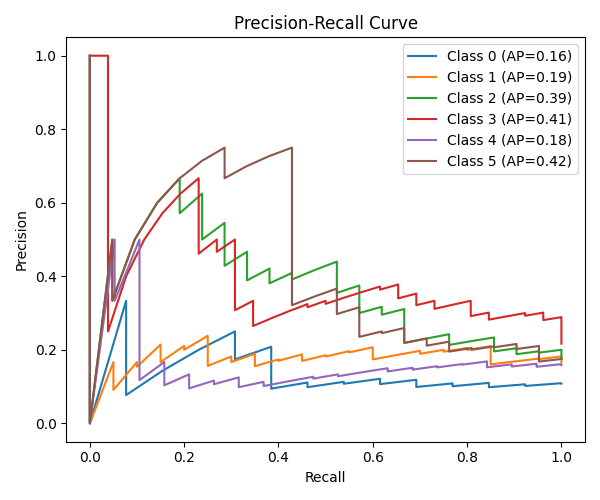 Precision-Recall Curve
1.0
0.8
0.6
0.4
0.2
0.0
Precision
Class 0 (AP=0.16)
Class 1 (AP=0.19)
Class 2 (AP=0.39)
Class 3 (AP=0.41)
Class 4 (AP=0.18)
Class 5 (AP=0.42)
0.0 0.2 0.4 0.6 0.8 1.0
Recall